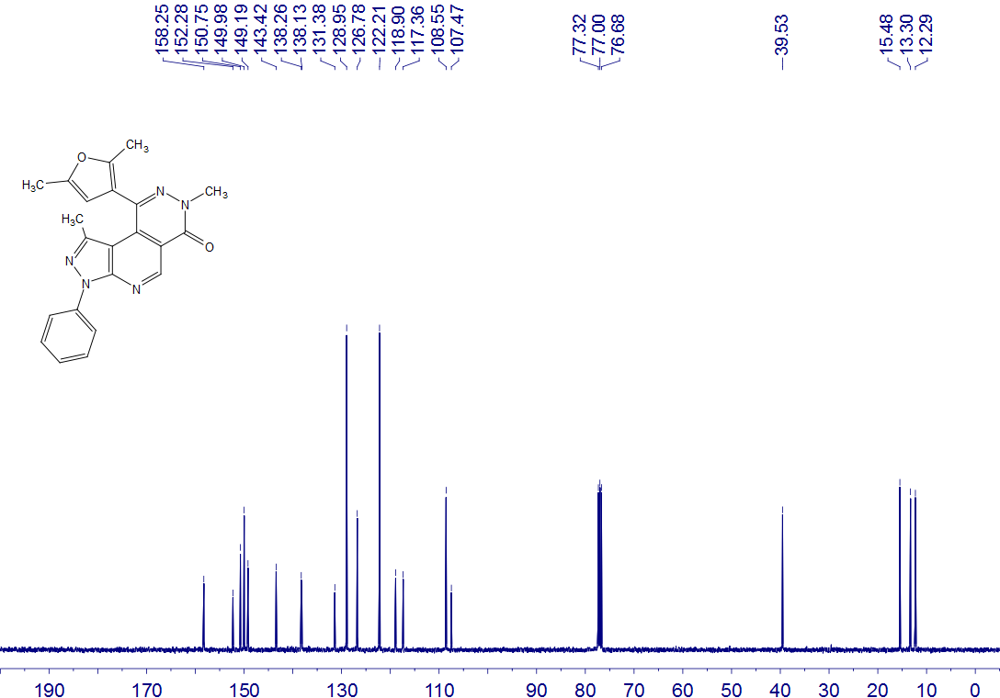 158.25
152.28
150.75
149.98
149.19
143.42
138.26
138.13
131.38
128.95
126.78
122.21
118.90
117.36
108.55
107.47
77.32
77.00
76.68
39.53
15.48
13.30
12.29
O
CH3
H3C
N
N
CH3
H3C
O
N
N
N
190 170 150 130 110 90 80 70 60 50 40 30 20 10 0